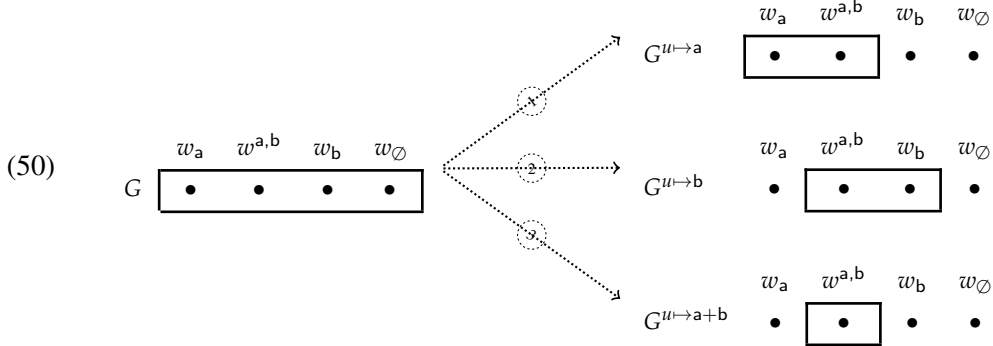 w_a w^{a,b} w_b w_∅
G^{u↦a}
1
(50)
w_a w^{a,b} w_b w_∅
G
2
w_a w^{a,b} w_b w_∅
G^{u↦b}
3
w_a w^{a,b} w_b w_∅
G^{u↦a+b}